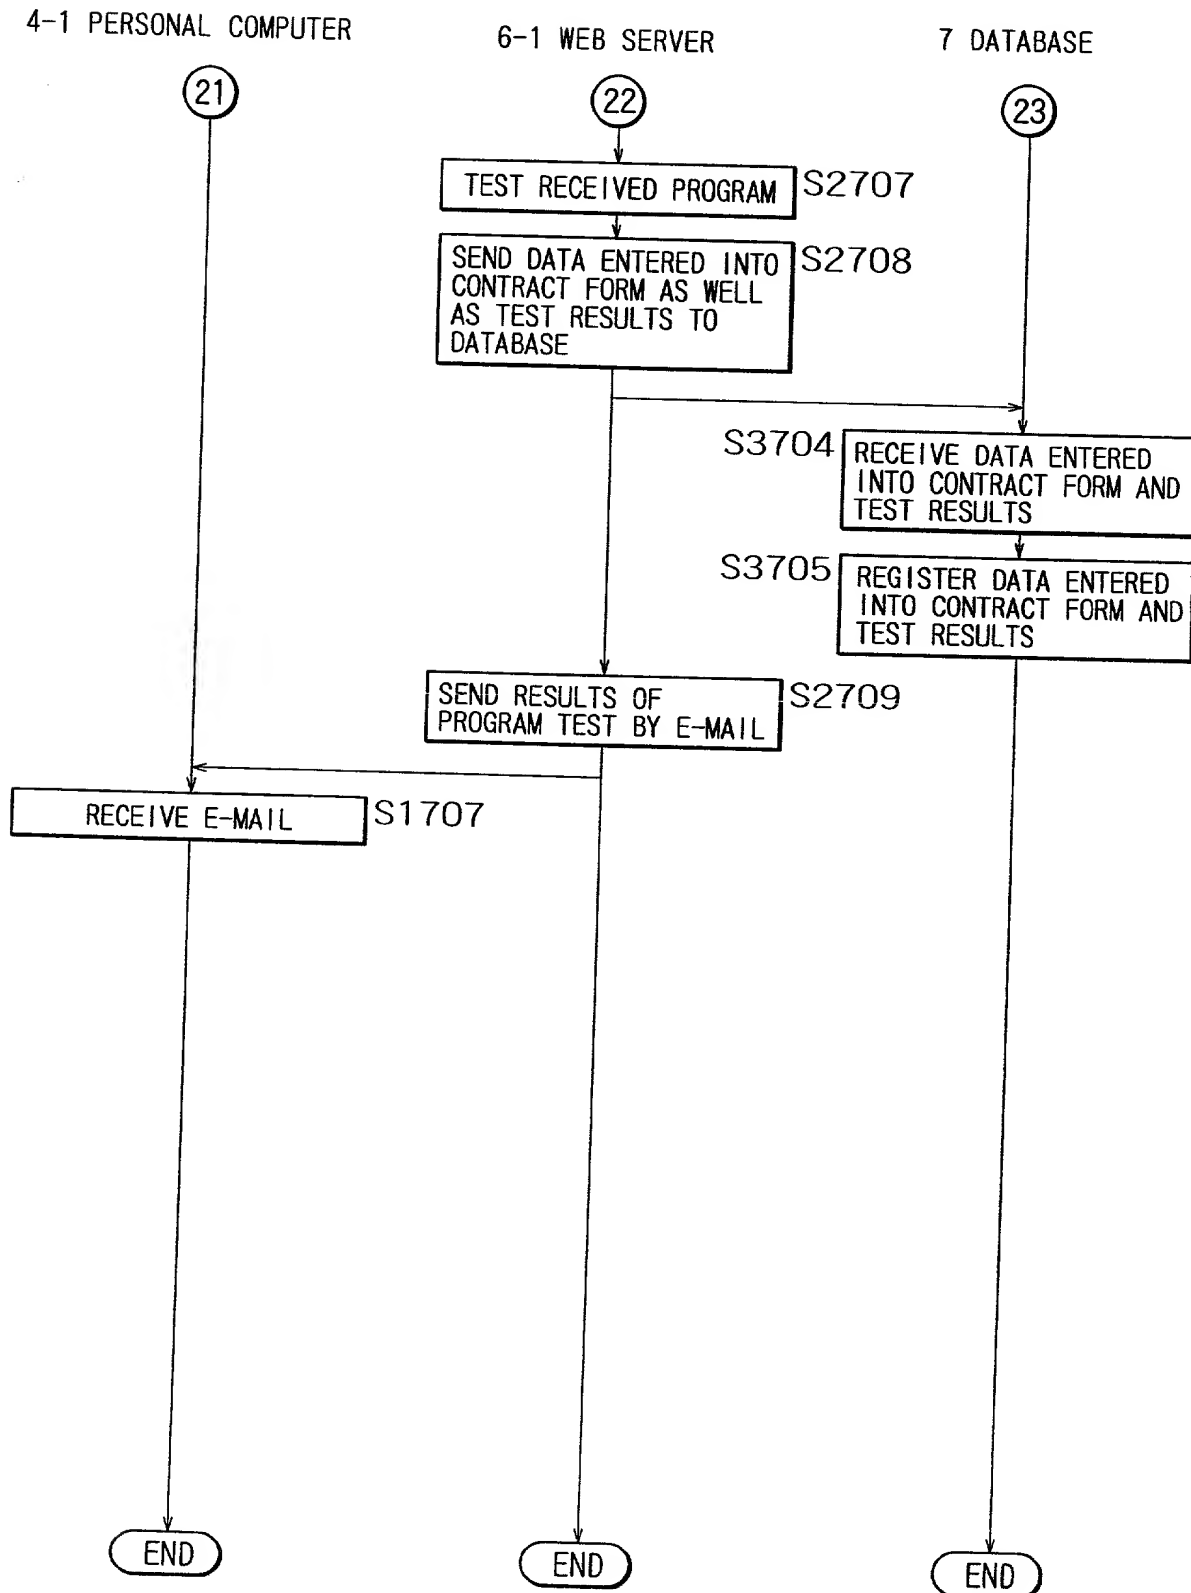 4-1 PERSONAL COMPUTER
6-1 WEB SERVER
7 DATABASE
21
22
23
TEST RECEIVED PROGRAM
S2707
SEND DATA ENTERED INTO
CONTRACT FORM AS WELL
AS TEST RESULTS TO
DATABASE
S2708
S3704
RECEIVE DATA ENTERED
INTO CONTRACT FORM AND
TEST RESULTS
S3705
REGISTER DATA ENTERED
INTO CONTRACT FORM AND
TEST RESULTS
SEND RESULTS OF
PROGRAM TEST BY E-MAIL
S2709
RECEIVE E-MAIL
S1707
END
END
END